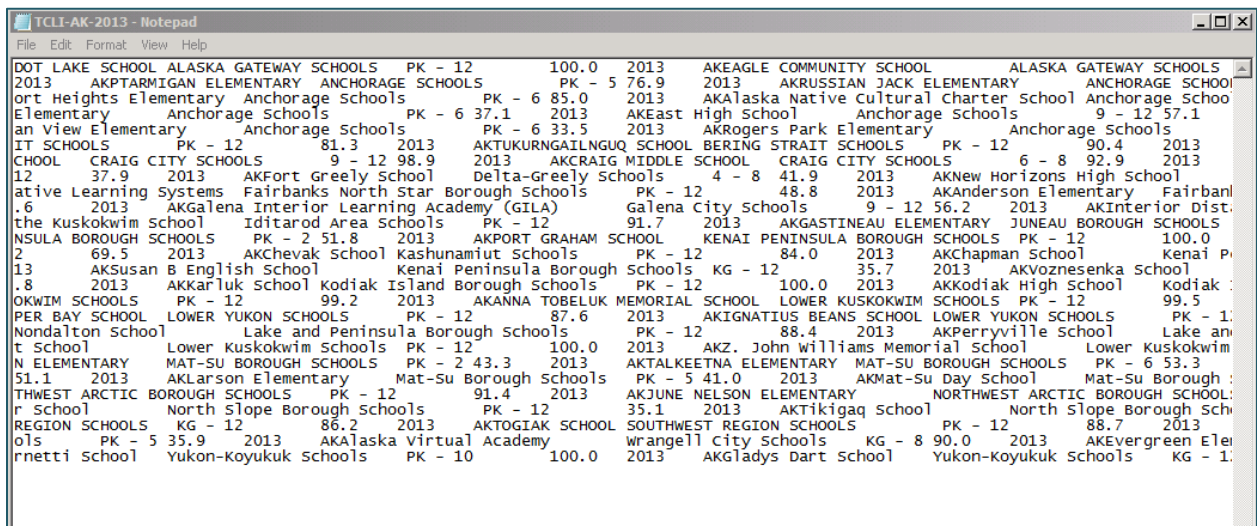 TCLI-AK-2013 - Notepad
File Edit Format View Help
DOT LAKE SCHOOL ALASKA GATEWAY SCHOOLS PK - 12 100.0 2013 AKEAGLE COMMUNITY SCHOOL ALASKA GATEWAY SCHOOLS
2013 AKPTARMIGAN ELEMENTARY ANCHORAGE SCHOOLS PK - 5 76.9 2013 AKRUSSIAN JACK ELEMENTARY ANCHORAGE SCHOO
ort Heights Elementary Anchorage Schools PK - 6 85.0 2013 AKAlaska Native Cultural Charter School Anchorage Schoo
Elementary Anchorage Schools PK - 6 37.1 2013 AKEast High School Anchorage Schools 9 - 12 57.1
an View Elementary Anchorage Schools PK - 6 33.5 2013 AKRogers Park Elementary Anchorage Schools
IT SCHOOLS PK - 12 81.3 2013 AKTUKURNGAILNGUQ SCHOOL BERING STRAIT SCHOOLS PK - 12 90.4 2013
CHOOL CRAIG CITY SCHOOLS 9 - 12 98.9 2013 AKCRAIG MIDDLE SCHOOL CRAIG CITY SCHOOLS 6 - 8 92.9 2013
12 37.9 2013 AKFort Greely School Delta-Greely Schools 4 - 8 41.9 2013 AKNew Horizons High School
ative Learning Systems Fairbanks North Star Borough Schools PK - 12 48.8 2013 AKAnderson Elementary Fairban
.6 2013 AKGalena Interior Learning Academy (GILA) Galena City Schools 9 - 12 56.2 2013 AKInterior Dist
the Kuskokwim School Iditarod Area Schools PK - 12 91.7 2013 AKGASTINEAU ELEMENTARY JUNEAU BOROUGH SCHOOLS
NSULA BOROUGH SCHOOLS PK - 2 51.8 2013 AKPORT GRAHAM SCHOOL KENAI PENINSULA BOROUGH SCHOOLS PK - 12 100.0
2 69.5 2013 AKChevak School Kashunamiut Schools PK - 12 84.0 2013 AKChapman School Kenai P
13 AKSusan B English School Kenai Peninsula Borough Schools KG - 12 35.7 2013 AKVoznesenka School
.8 2013 AKKarluk School Kodiak Island Borough Schools PK - 12 100.0 2013 AKKodiak High School Kodiak
OKWIM SCHOOLS PK - 12 99.2 2013 AKANNA TOBELUK MEMORIAL SCHOOL LOWER KUSKOKWIM SCHOOLS PK - 12 99.5
PER BAY SCHOOL LOWER YUKON SCHOOLS PK - 12 87.6 2013 AKIGNATIUS BEANS SCHOOL LOWER YUKON SCHOOLS PK - 1
Nondalton School Lake and Peninsula Borough Schools PK - 12 88.4 2013 AKPerryville School Lake an
t School Lower Kuskokwim Schools PK - 12 100.0 2013 AKZ. John Williams Memorial School Lower Kuskokwim
N ELEMENTARY MAT-SU BOROUGH SCHOOLS PK - 2 43.3 2013 AKTALKEETNA ELEMENTARY MAT-SU BOROUGH SCHOOLS PK - 6 53.3
51.1 2013 AKLarson Elementary Mat-Su Borough Schools PK - 5 41.0 2013 AKMat-Su Day School Mat-Su Borough
THWEST ARCTIC BOROUGH SCHOOLS PK - 12 91.4 2013 AKJUNE NELSON ELEMENTARY NORTHWEST ARCTIC BOROUGH SCHOOL
r School North Slope Borough Schools PK - 12 35.1 2013 AKTikigaq School North Slope Borough Sch
REGION SCHOOLS KG - 12 86.2 2013 AKTOGIAK SCHOOL SOUTHWEST REGION SCHOOLS PK - 12 88.7 2013
ols PK - 5 35.9 2013 AKAlaska Virtual Academy Wrangell City Schools KG - 8 90.0 2013 AKEvergreen Ele
rnetti School Yukon-Koyukuk Schools PK - 10 100.0 2013 AKGladys Dart School Yukon-Koyukuk Schools KG - 1